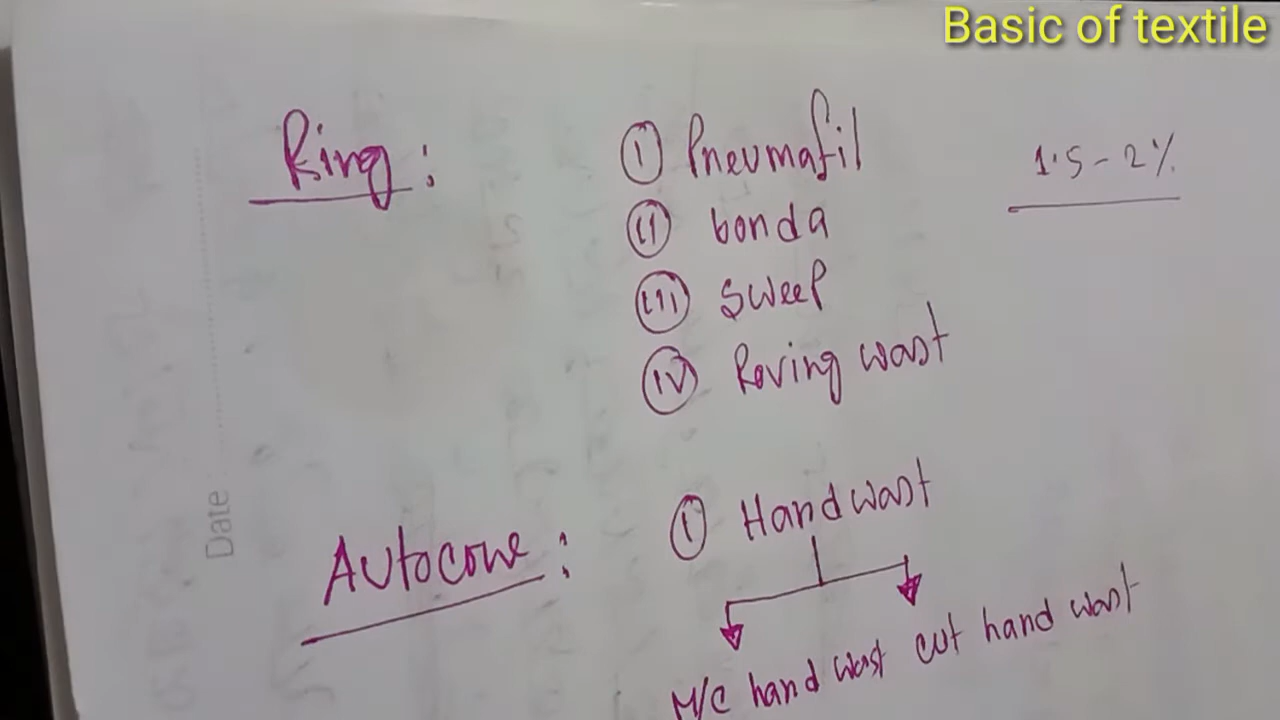 Basic of textile
Ring :
(i) Pneumafil
1.5 - 2%
(ii) bonda
(iii) sweep
(iv) Roving wast
Date
Autocone :
(i) Hand wast
M/C hand wast
cut hand wast